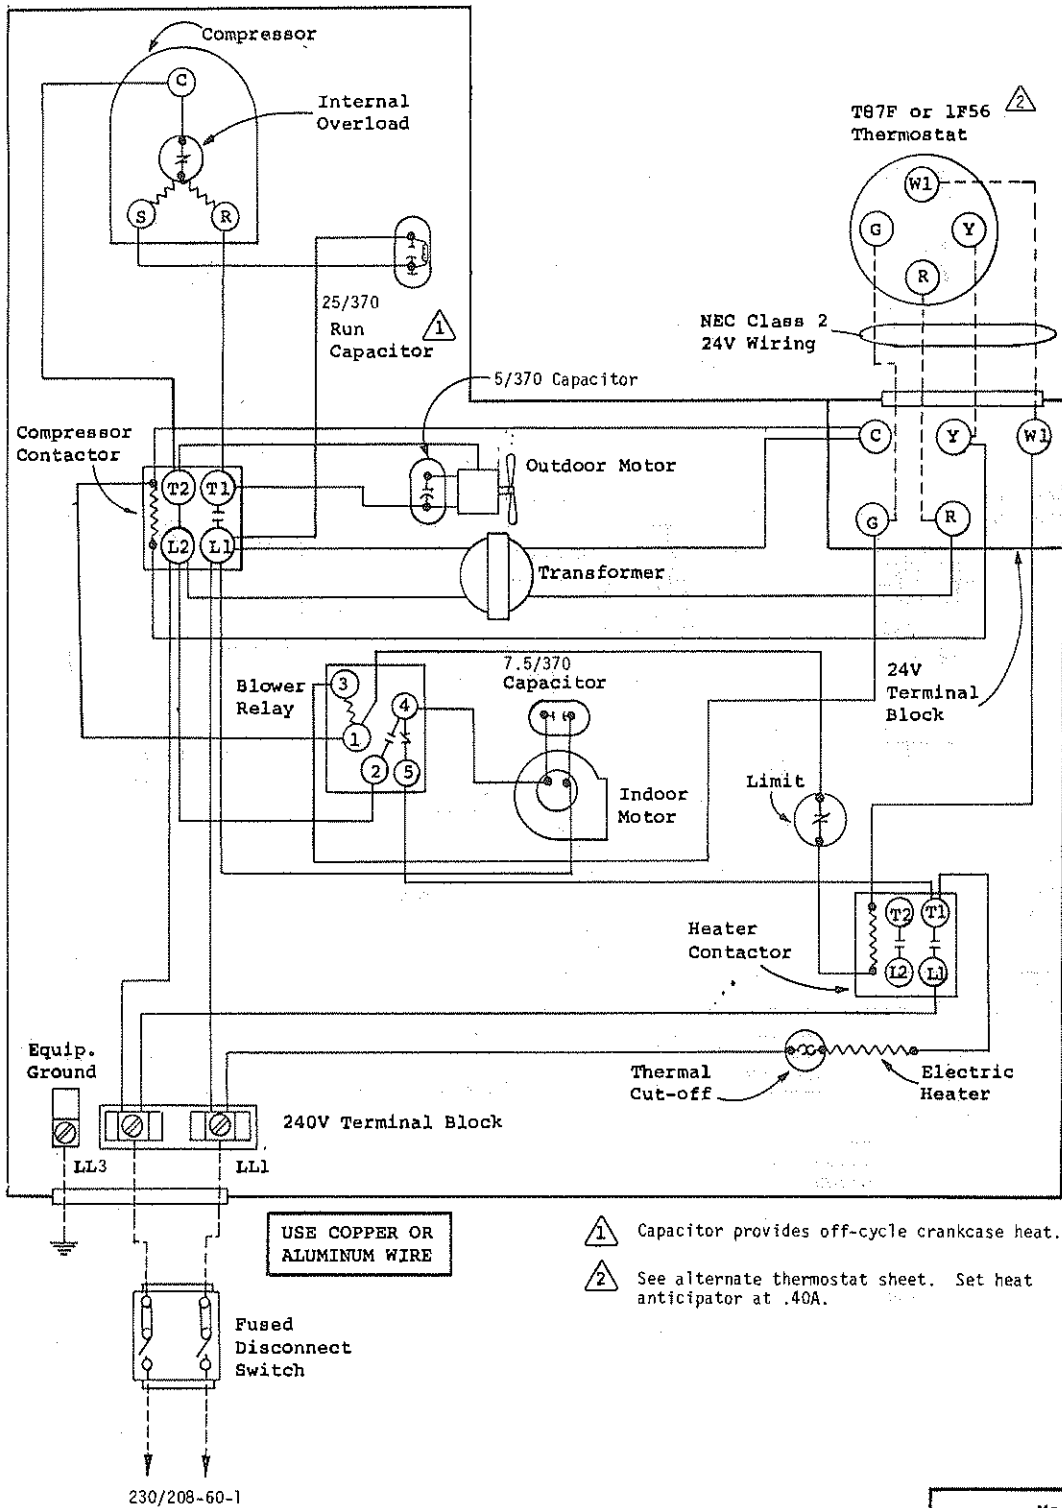 Compressor
C
Internal
Overload
S
R
25/370
Run
Capacitor
1
T87F or 1F56
Thermostat
2
W1
G
Y
R
NEC Class 2
24V Wiring
5/370 Capacitor
Compressor
Contactor
T2
T1
L2
L1
Outdoor Motor
C
Y
W1
G
R
Transformer
24V
Terminal
Block
Blower
Relay
3
4
1
2
5
7.5/370
Capacitor
Indoor
Motor
Limit
Heater
Contactor
T2
T1
L2
L1
Equip.
Ground
Thermal
Cut-off
Electric
Heater
240V Terminal Block
LL3
LL1
USE COPPER OR
ALUMINUM WIRE
1 Capacitor provides off-cycle crankcase heat.
2 See alternate thermostat sheet. Set heat
anticipator at .40A.
Fused
Disconnect
Switch
230/208-60-1